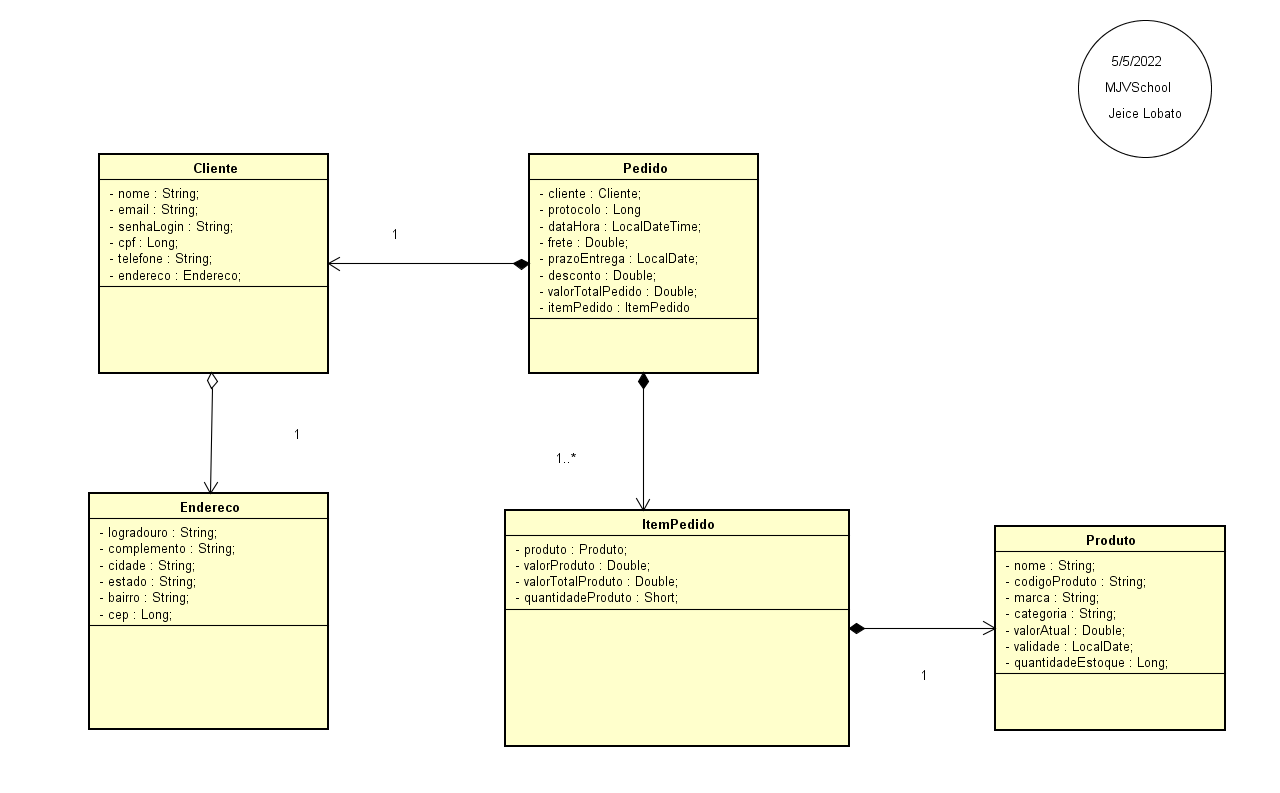 5/5/2022
MJVSchool
Jeice Lobato
Cliente
- nome : String;
- email : String;
- senhaLogin : String;
- cpf : Long;
- telefone : String;
- endereco : Endereco;
1
Pedido
- cliente : Cliente;
- protocolo : Long
- dataHora : LocalDateTime;
- frete : Double;
- prazoEntrega : LocalDate;
- desconto : Double;
- valorTotalPedido : Double;
- itemPedido : ItemPedido
1
1..*
Endereco
- logradouro : String;
- complemento : String;
- cidade : String;
- estado : String;
- bairro : String;
- cep : Long;
ItemPedido
- produto : Produto;
- valorProduto : Double;
- valorTotalProduto : Double;
- quantidadeProduto : Short;
1
Produto
- nome : String;
- codigoProduto : String;
- marca : String;
- categoria : String;
- valorAtual : Double;
- validade : LocalDate;
- quantidadeEstoque : Long;